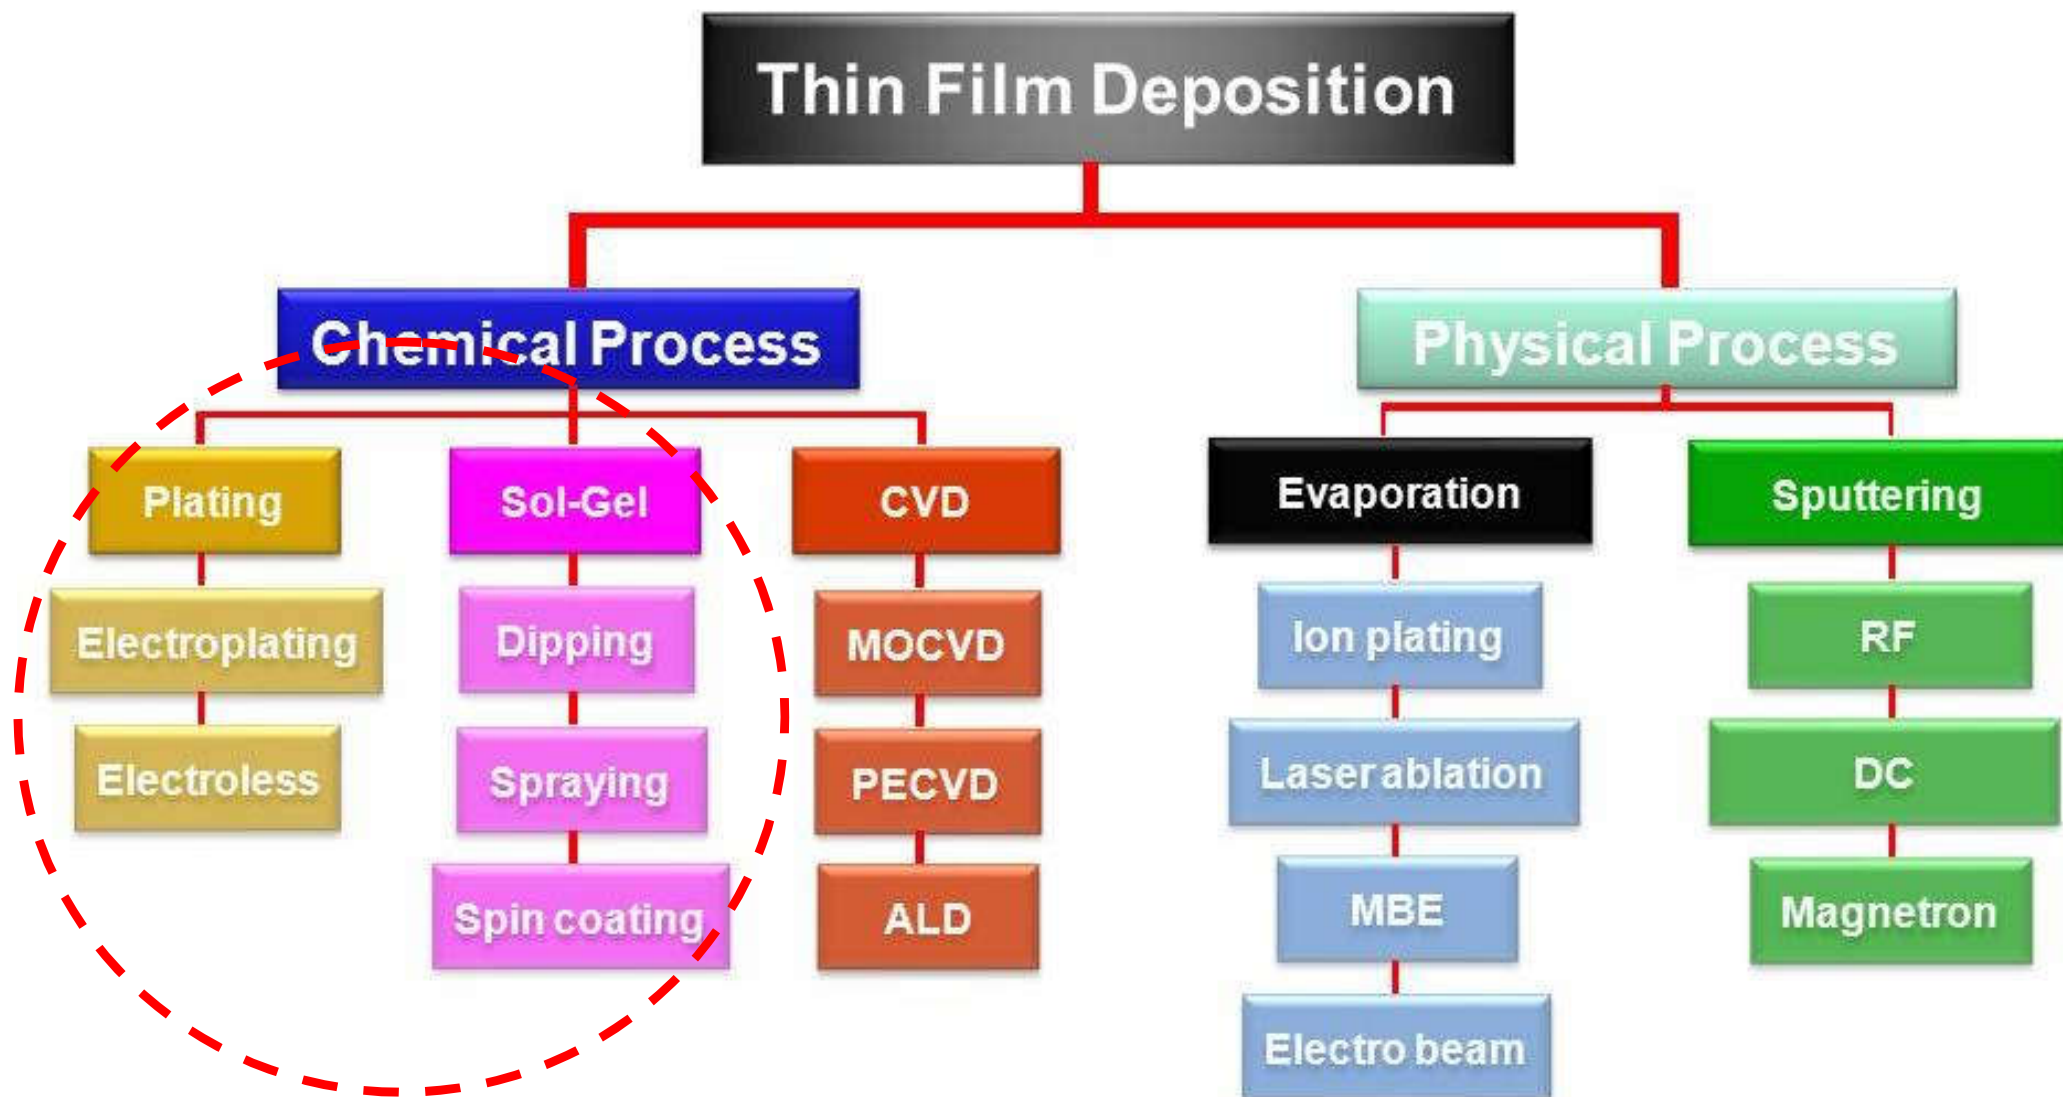 Thin Film Deposition
Chemical Process
Physical Process
Plating
Sol-Gel
CVD
Evaporation
Sputtering
Electroplating
Dipping
MOCVD
Ion plating
RF
Electroless
Spraying
PECVD
Laser ablation
DC
Spin coating
ALD
MBE
Magnetron
Electro beam